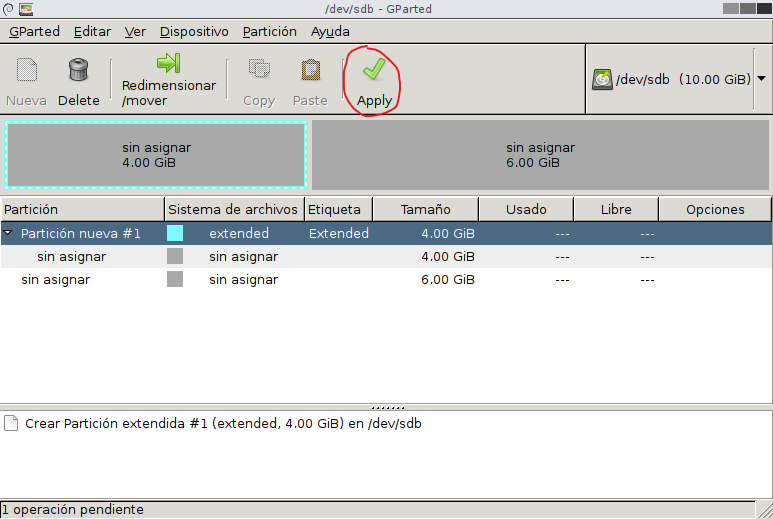 /dev/sdb - GParted
GParted Editar Ver Dispositivo Partición Ayuda
Nueva Delete Redimensionar
/mover Copy Paste Apply
/dev/sdb (10.00 GiB)
sin asignar
4.00 GiB
sin asignar
6.00 GiB
Partición Sistema de archivos Etiqueta Tamaño Usado Libre Opciones
Partición nueva #1 extended Extended 4.00 GiB --- ---
sin asignar sin asignar 4.00 GiB --- ---
sin asignar sin asignar 6.00 GiB --- ---
Crear Partición extendida #1 (extended, 4.00 GiB) en /dev/sdb
1 operación pendiente